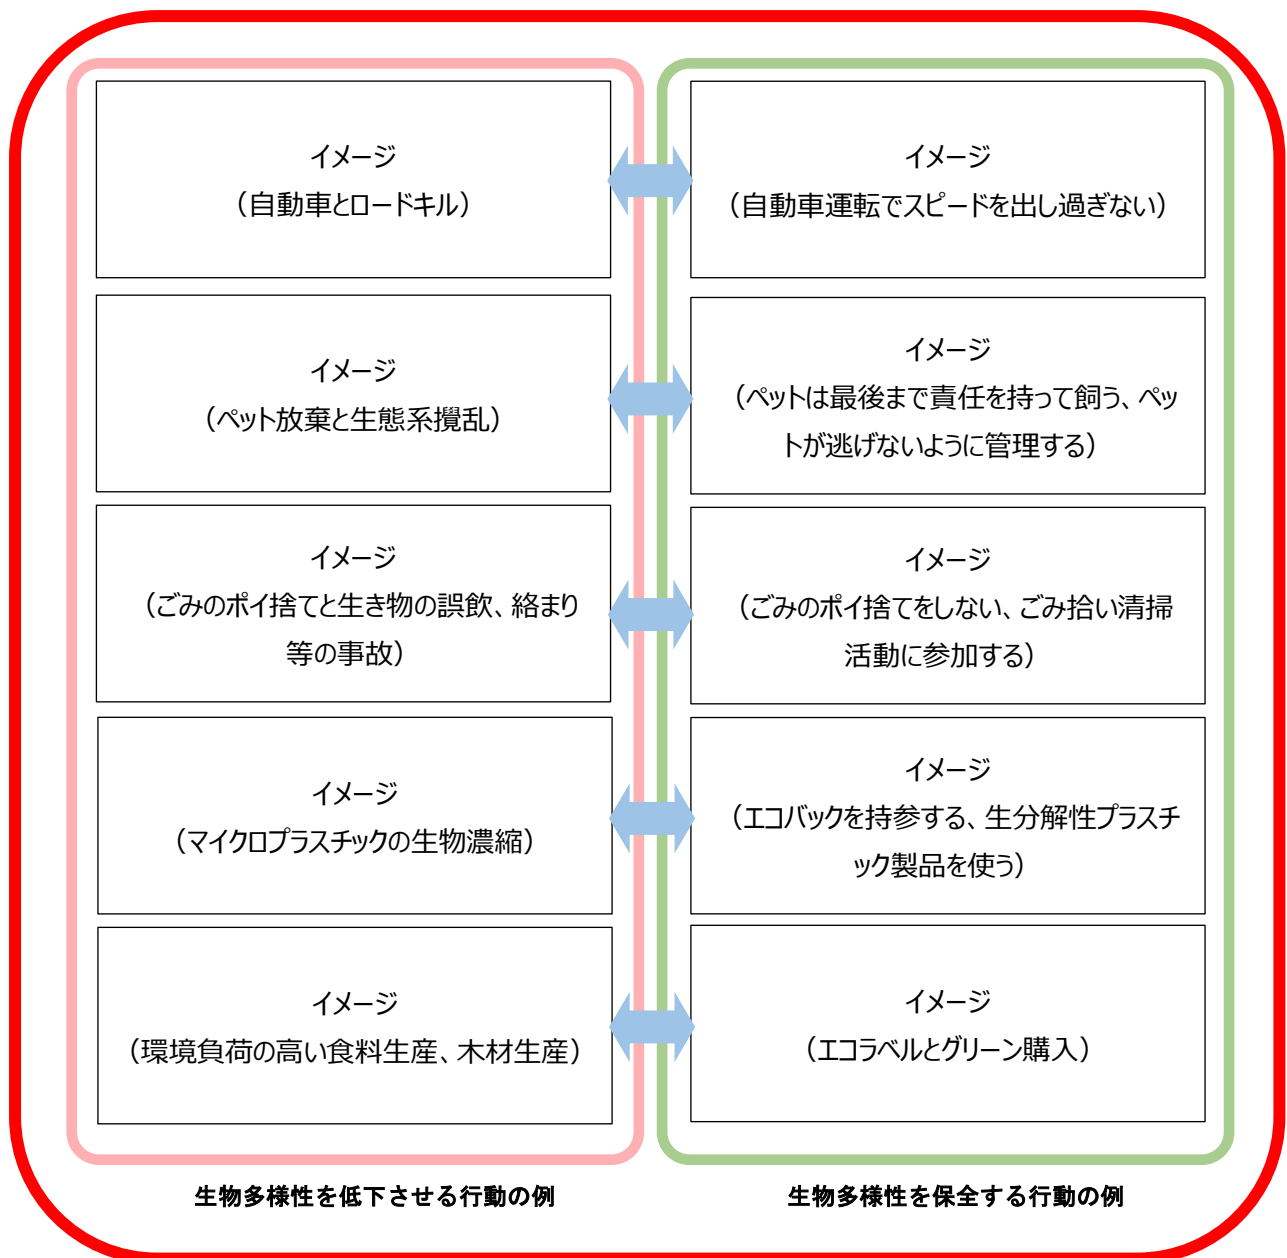 イメージ
（自動車とロードキル）
イメージ
（自動車運転でスピードを出し過ぎない）
イメージ
（ペット放棄と生態系攪乱）
イメージ
（ペットは最後まで責任を持って飼う、ペッ
トが逃げないように管理する）
イメージ
（ごみのポイ捨てと生き物の誤飲、絡まり
等の事故）
イメージ
（ごみのポイ捨てをしない、ごみ拾い清掃
活動に参加する）
イメージ
（マイクロプラスチックの生物濃縮）
イメージ
（エコバックを持参する、生分解性プラスチ
ック製品を使う）
イメージ
（環境負荷の高い食料生産、木材生産）
イメージ
（エコラベルとグリーン購入）
生物多様性を低下させる行動の例
生物多様性を保全する行動の例